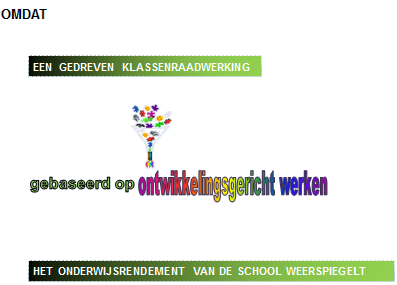 OMDAT
EEN GEDREVEN KLASSENRAADWERKING
gebaseerd op ontwikkelingsgericht werken
HET ONDERWIJSRENDEMENT VAN DE SCHOOL WEERSPIEGELT